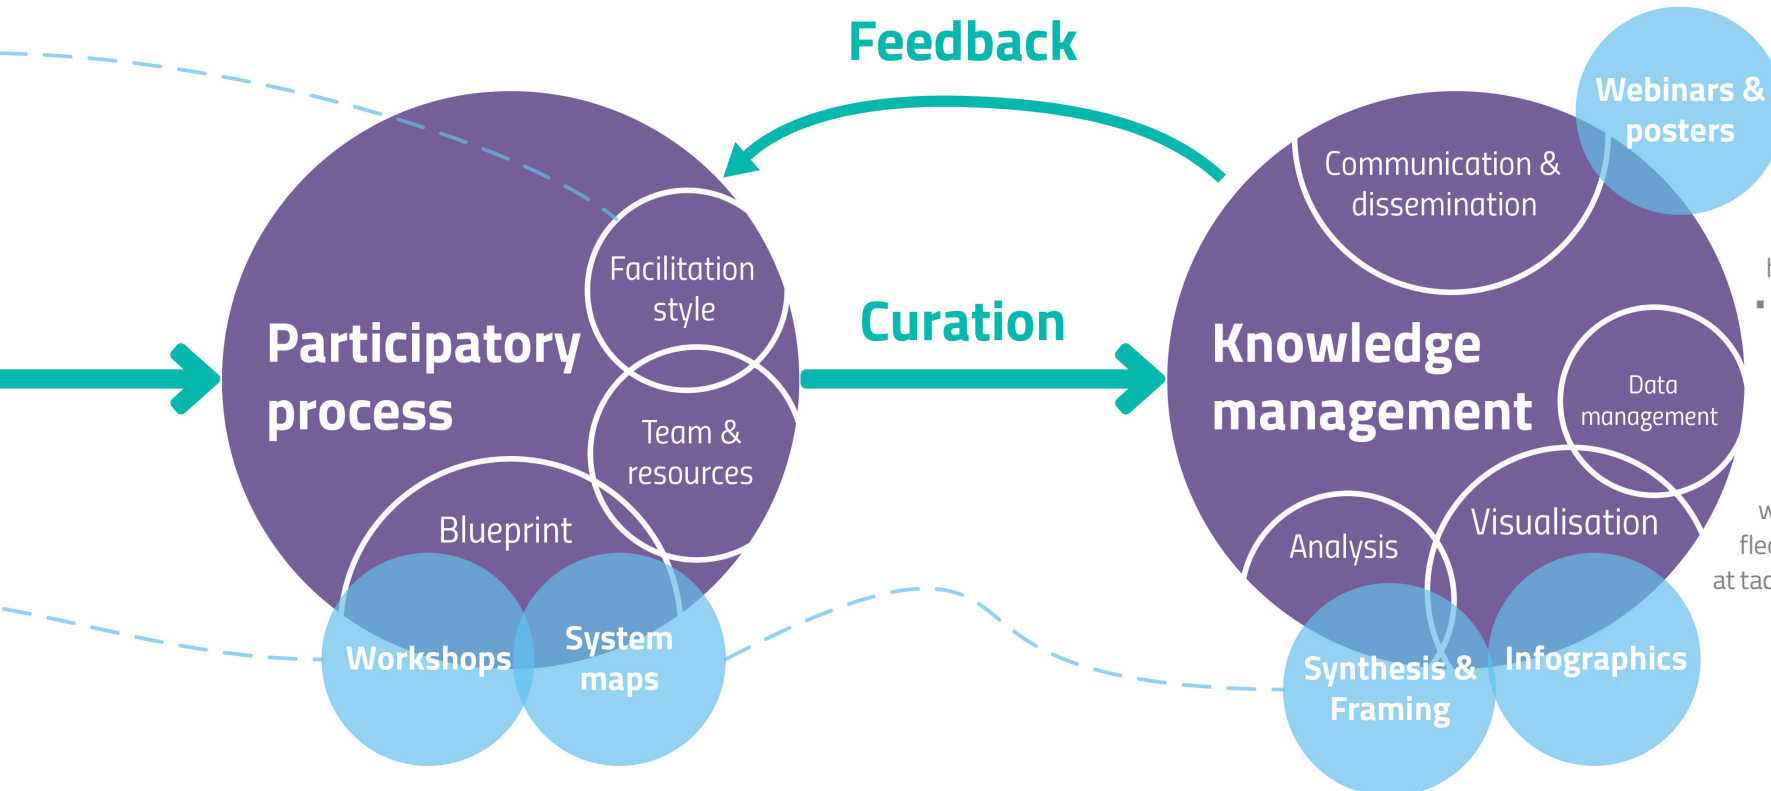 Feedback
Webinars &
posters
Communication &
dissemination
Facilitation
style
Curation
Participatory
process
Knowledge
management
Data
management
Team &
resources
Blueprint
Analysis
Visualisation
Workshops
System
maps
Synthesis &
Framing
Infographics